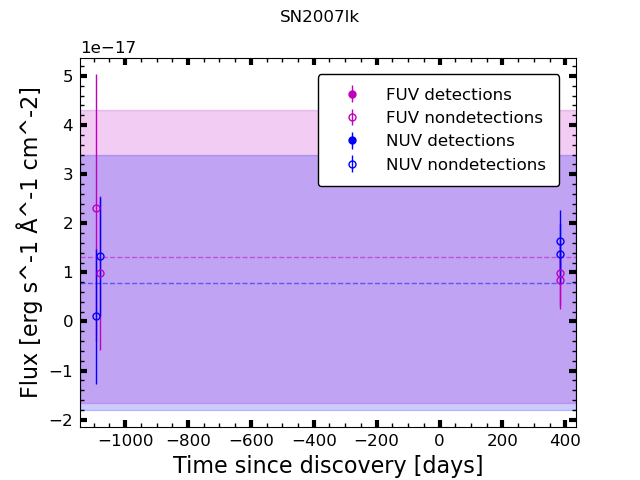 SN2007lk
1e−17
5
4
3
2
1
0
−1
−2
Flux [erg s^-1 Å^-1 cm^-2]
FUV detections
FUV nondetections
NUV detections
NUV nondetections
−1000 −800 −600 −400 −200 0 200 400
Time since discovery [days]